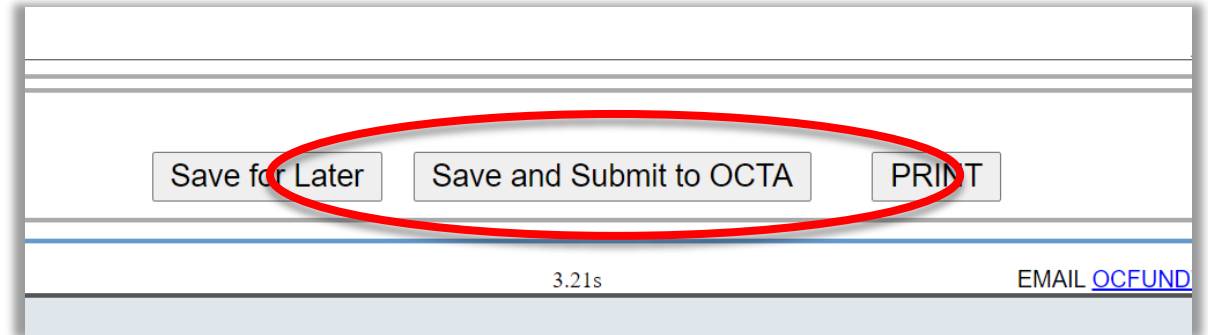 Save for Later Save and Submit to OCTA PRINT
3.21s EMAIL OCFUND